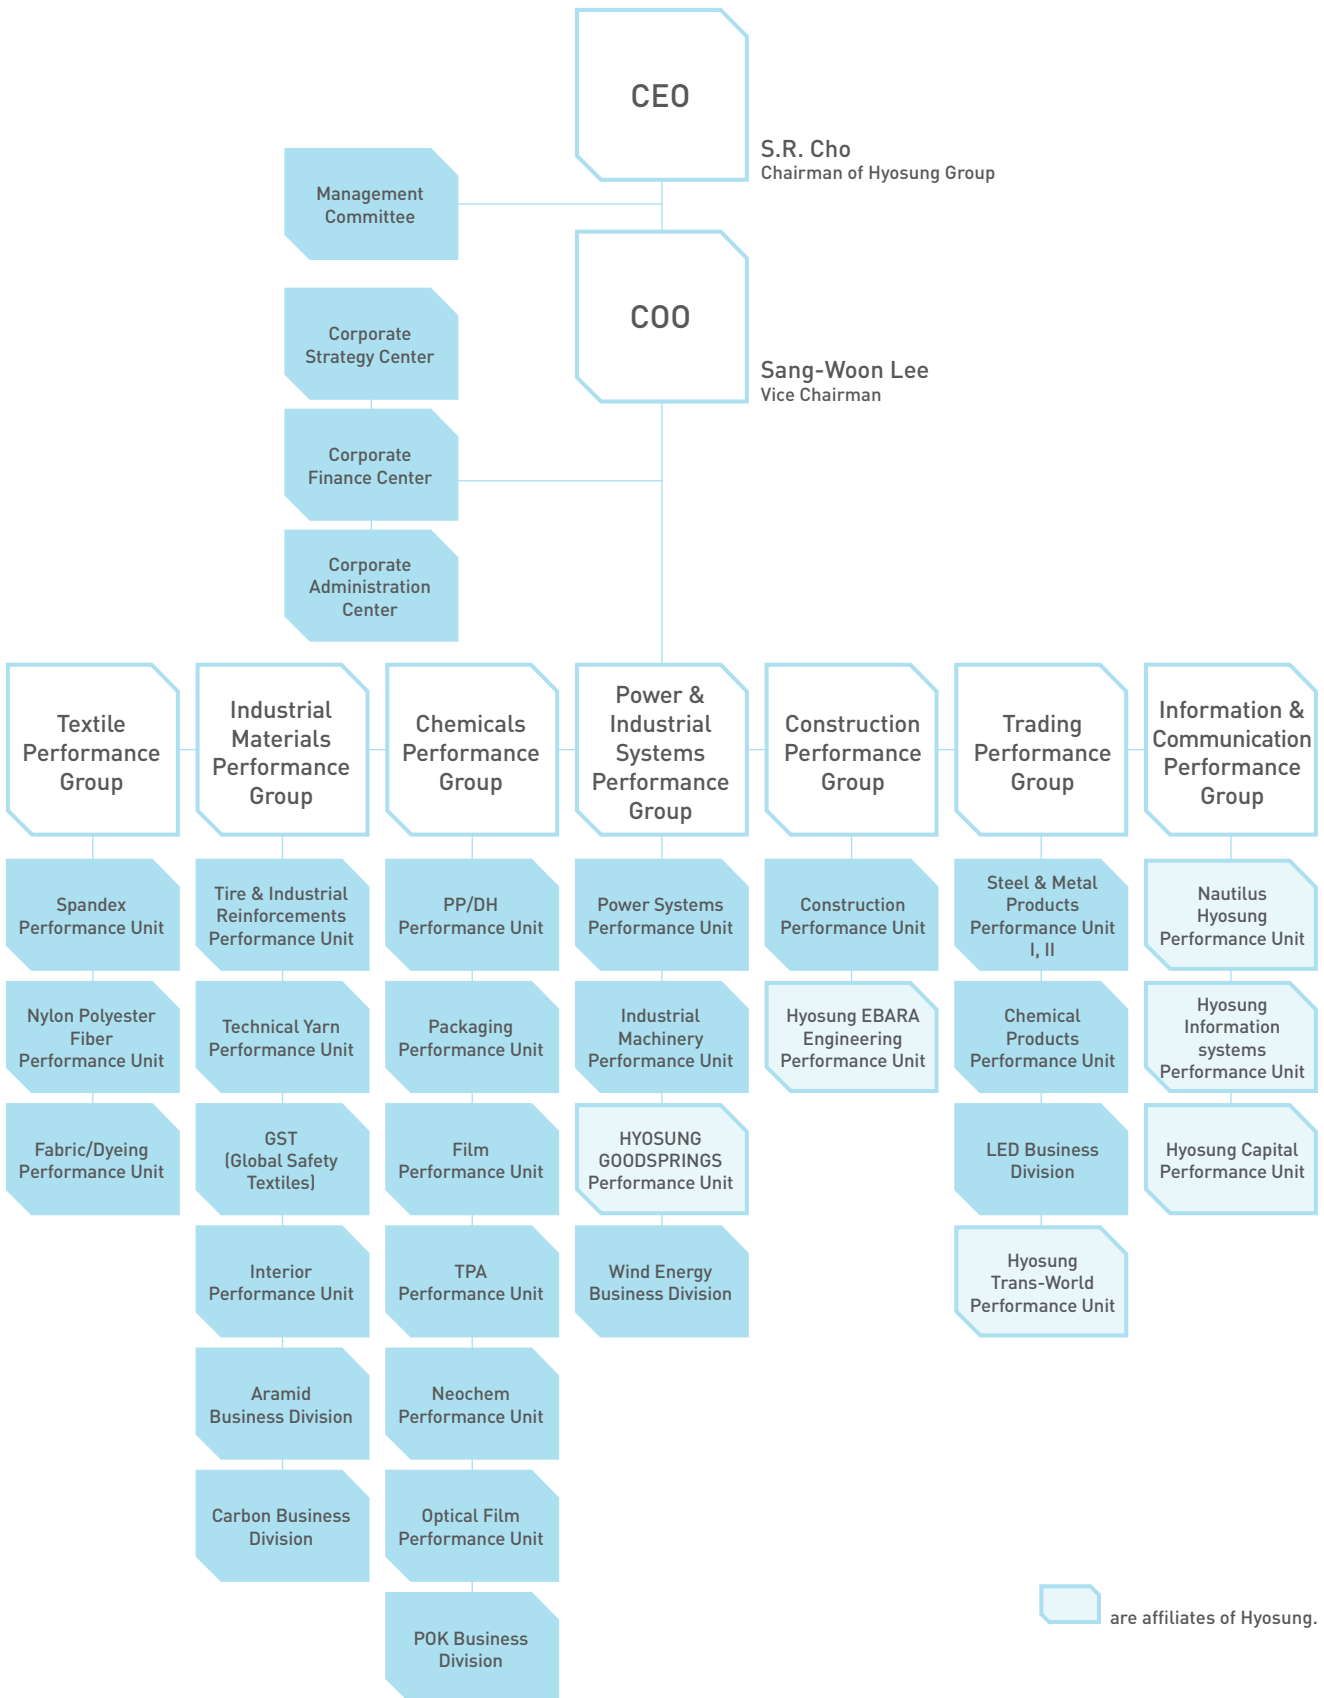 CEO
S.R. Cho
Chairman of Hyosung Group
Management
Committee
COO
Sang-Woon Lee
Vice Chairman
Corporate
Strategy Center
Corporate
Finance Center
Corporate
Administration
Center
Textile
Performance
Group
Spandex
Performance Unit
Nylon Polyester
Fiber
Performance Unit
Fabric/Dyeing
Performance Unit
Industrial
Materials
Performance
Group
Tire & Industrial
Reinforcements
Performance Unit
Technical Yarn
Performance Unit
GST
(Global Safety
Textiles)
Interior
Performance Unit
Aramid
Business Division
Carbon Business
Division
Chemicals
Performance
Group
PP/DH
Performance Unit
Packaging
Performance Unit
Film
Performance Unit
TPA
Performance Unit
Neochem
Performance Unit
Optical Film
Performance Unit
POK Business
Division
Power &
Industrial
Systems
Performance
Group
Power Systems
Performance Unit
Industrial
Machinery
Performance Unit
HYOSUNG
GOODSPRINGS
Performance Unit
Wind Energy
Business Division
Construction
Performance
Group
Construction
Performance Unit
Hyosung EBARA
Engineering
Performance Unit
Trading
Performance
Group
Steel & Metal
Products
Performance Unit
I, II
Chemical
Products
Performance Unit
LED Business
Division
Hyosung
Trans-World
Performance Unit
Information &
Communication
Performance
Group
Nautilus
Hyosung
Performance Unit
Hyosung
Information
systems
Performance Unit
Hyosung Capital
Performance Unit
are affiliates of Hyosung.